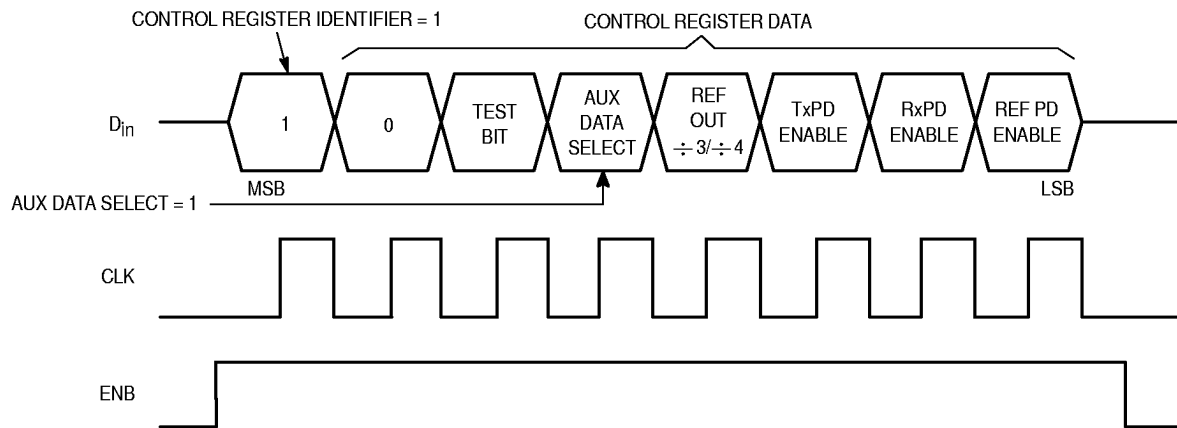 CONTROL REGISTER IDENTIFIER = 1
CONTROL REGISTER DATA
Din
1
0
TEST
BIT
AUX
DATA
SELECT
REF
OUT
÷3/÷4
TxPD
ENABLE
RxPD
ENABLE
REF PD
ENABLE
MSB
LSB
AUX DATA SELECT = 1
CLK
ENB